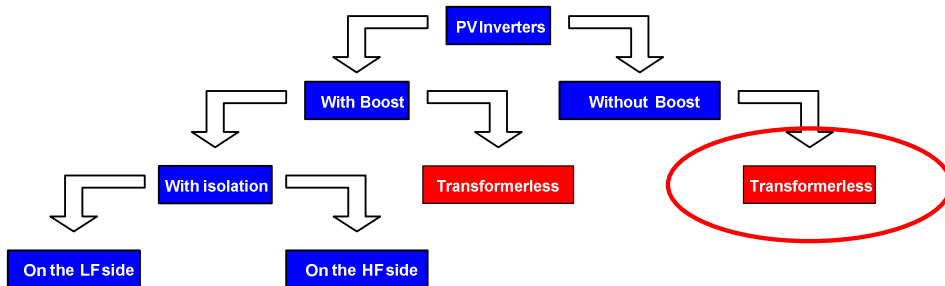 PV Inverters
With Boost
Without Boost
With isolation
Transformerless
Transformerless
On the LF side
On the HF side